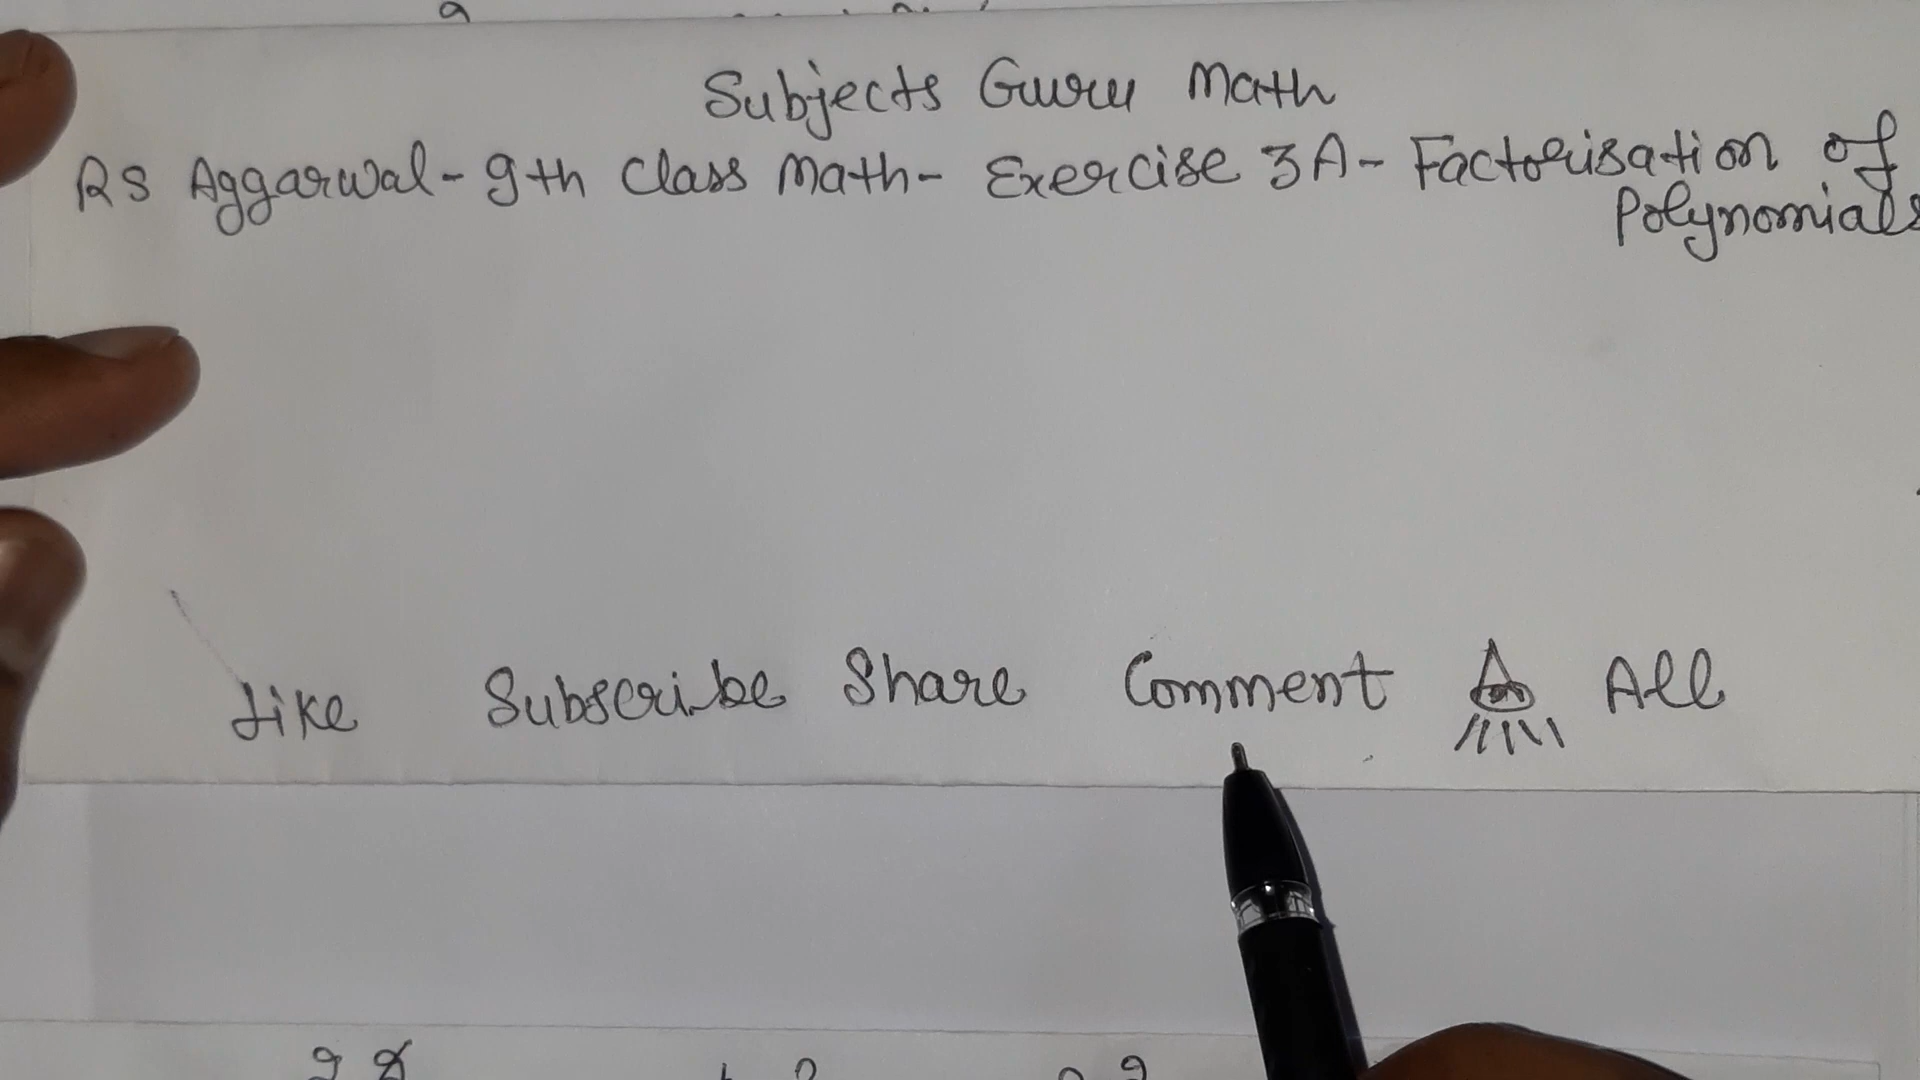 Subjects Guru Math
RS Aggarwal - 9th Class Math - Exercise 3A - Factorisation of
Polynomials
Like Subscribe Share Comment All